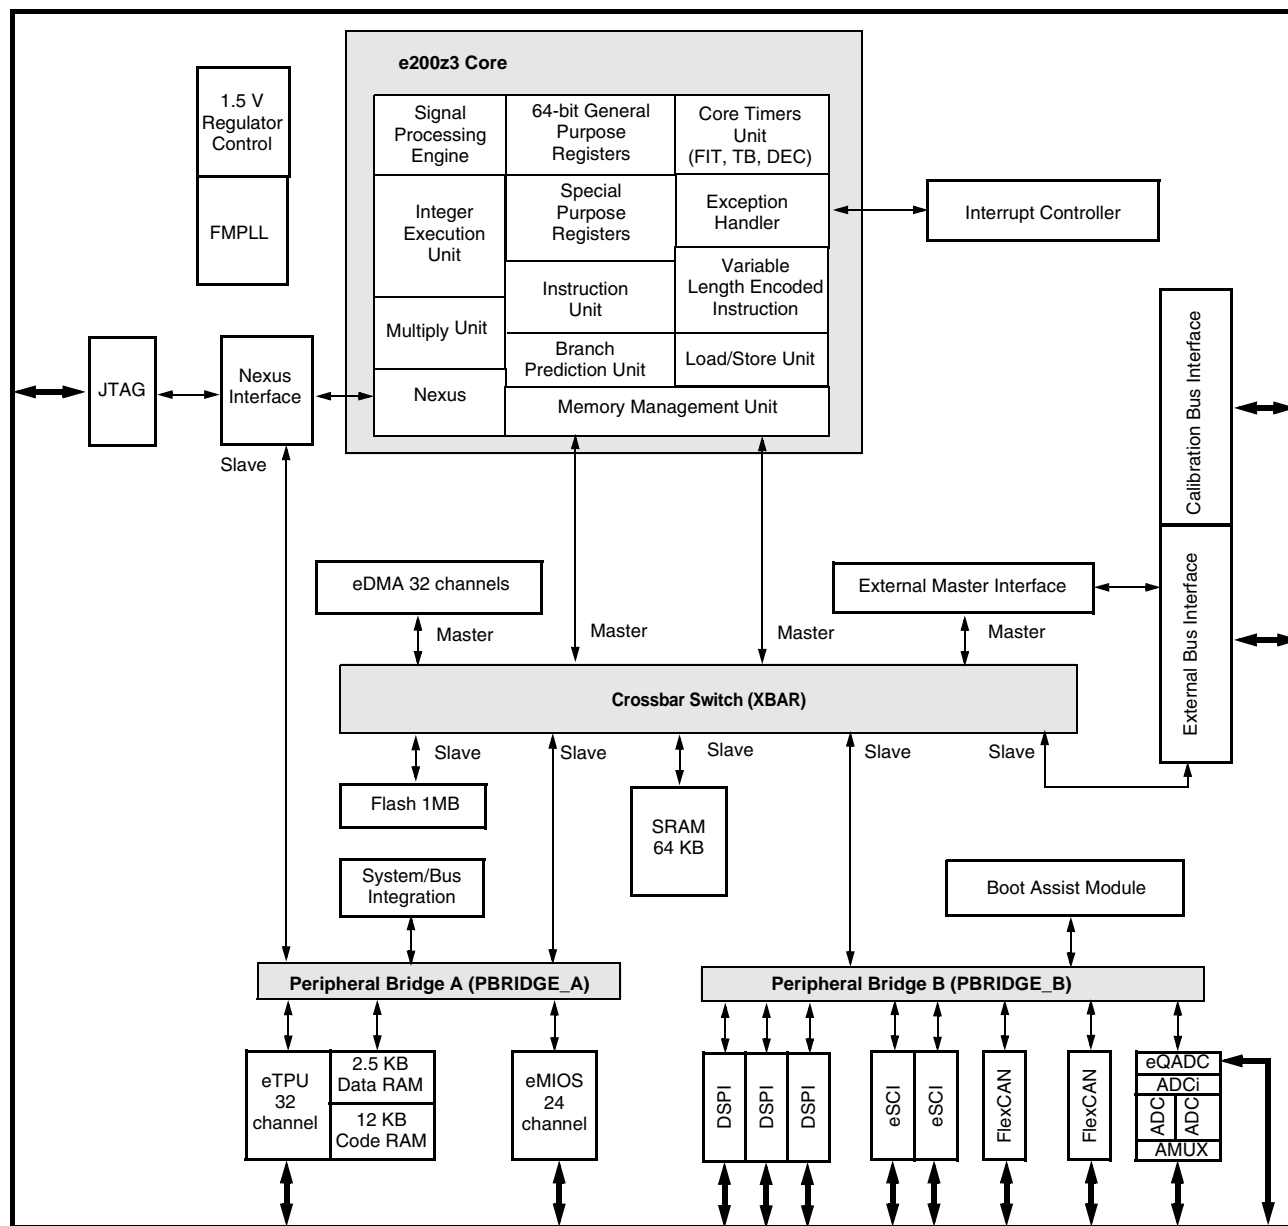 e200z3 Core
1.5 V
Regulator
Control
FMPLL
Signal
Processing
Engine
64-bit General
Purpose
Registers
Core Timers
Unit
(FIT, TB, DEC)
Integer
Execution
Unit
Special
Purpose
Registers
Exception
Handler
Interrupt Controller
Instruction
Unit
Variable
Length Encoded
Instruction
Multiply Unit
Branch
Prediction Unit
Load/Store Unit
Nexus
Memory Management Unit
JTAG
Nexus
Interface
Slave
Calibration Bus Interface
External Bus Interface
eDMA 32 channels
External Master Interface
Master
Master
Master
Master
Crossbar Switch (XBAR)
Slave
Slave
Slave
Slave
Slave
Flash 1MB
SRAM
64 KB
System/Bus
Integration
Boot Assist Module
Peripheral Bridge A (PBRIDGE_A)
Peripheral Bridge B (PBRIDGE_B)
eTPU
32
channel
2.5 KB
Data RAM
12 KB
Code RAM
eMIOS
24
channel
DSPI
DSPI
DSPI
eSCI
eSCI
FlexCAN
FlexCAN
eQADC
ADCi
ADC
ADC
AMUX